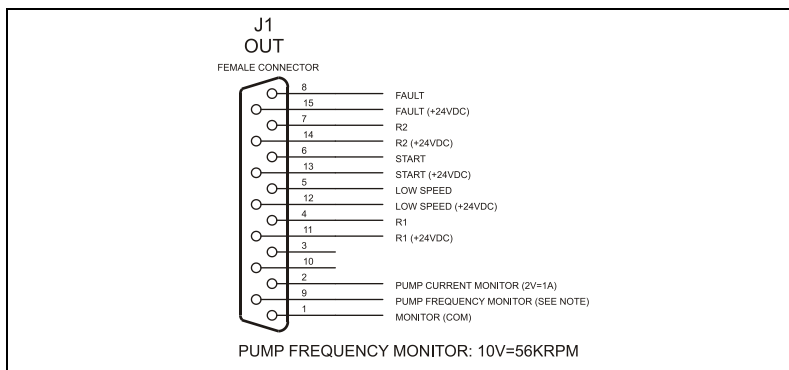 J1
OUT
FEMALE CONNECTOR
8 FAULT
15 FAULT (+24VDC)
7 R2
14 R2 (+24VDC)
6 START
13 START (+24VDC)
5 LOW SPEED
12 LOW SPEED (+24VDC)
4 R1
11 R1 (+24VDC)
3
10
2 PUMP CURRENT MONITOR (2V=1A)
9 PUMP FREQUENCY MONITOR (SEE NOTE)
1 MONITOR (COM)
PUMP FREQUENCY MONITOR: 10V=56KRPM